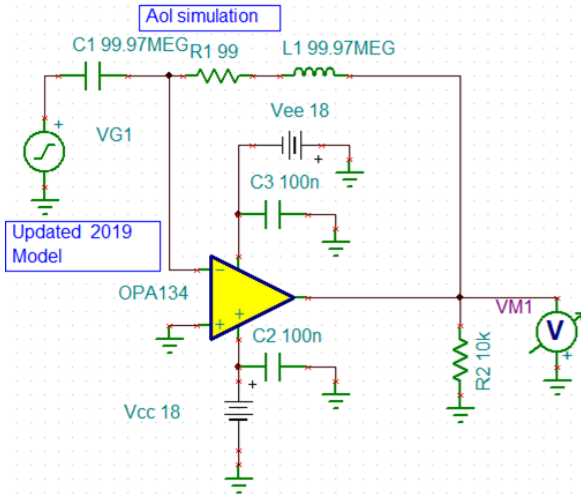 Aol simulation
C1 99.97MEG
R1 99
L1 99.97MEG
+
VG1
Vee 18
+
C3 100n
Updated 2019
Model
OPA134
−
+
+
C2 100n
+
Vcc 18
VM1
V
+
R2 10k